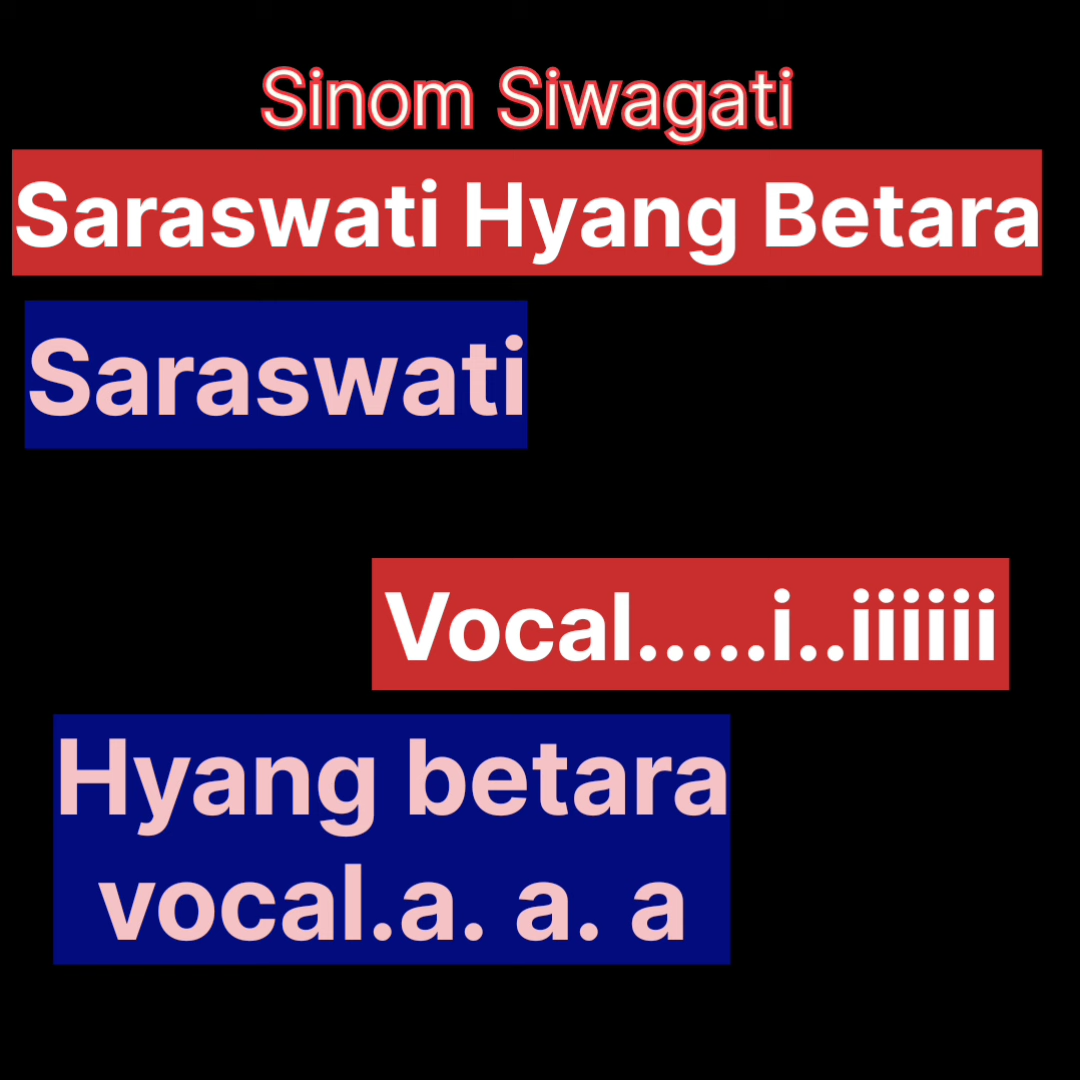 Sinom Siwagati
Saraswati Hyang Betara
Saraswati
Vocal.....i..iiiiii
Hyang betara
vocal.a. a. a